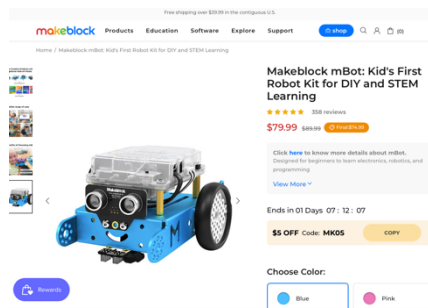 Free shipping over $39.99 in the contiguous U.S.
makeblock Products Education Software Explore Support shop (0)
Home / Makeblock mBot: Kid's First Robot Kit for DIY and STEM Learning
Makeblock mBot: Kid's First
Robot Kit for DIY and STEM
Learning
358 reviews
$79.99 $89.99 Final $74.99
Click here to know more details about mBot.
Designed for beginners to learn electronics, robotics, and
programming
View More
Ends in 01 Days 07 : 12 : 07
$5 OFF Code: MK05 COPY
Makeblock
Rewards
Choose Color:
Blue
Pink